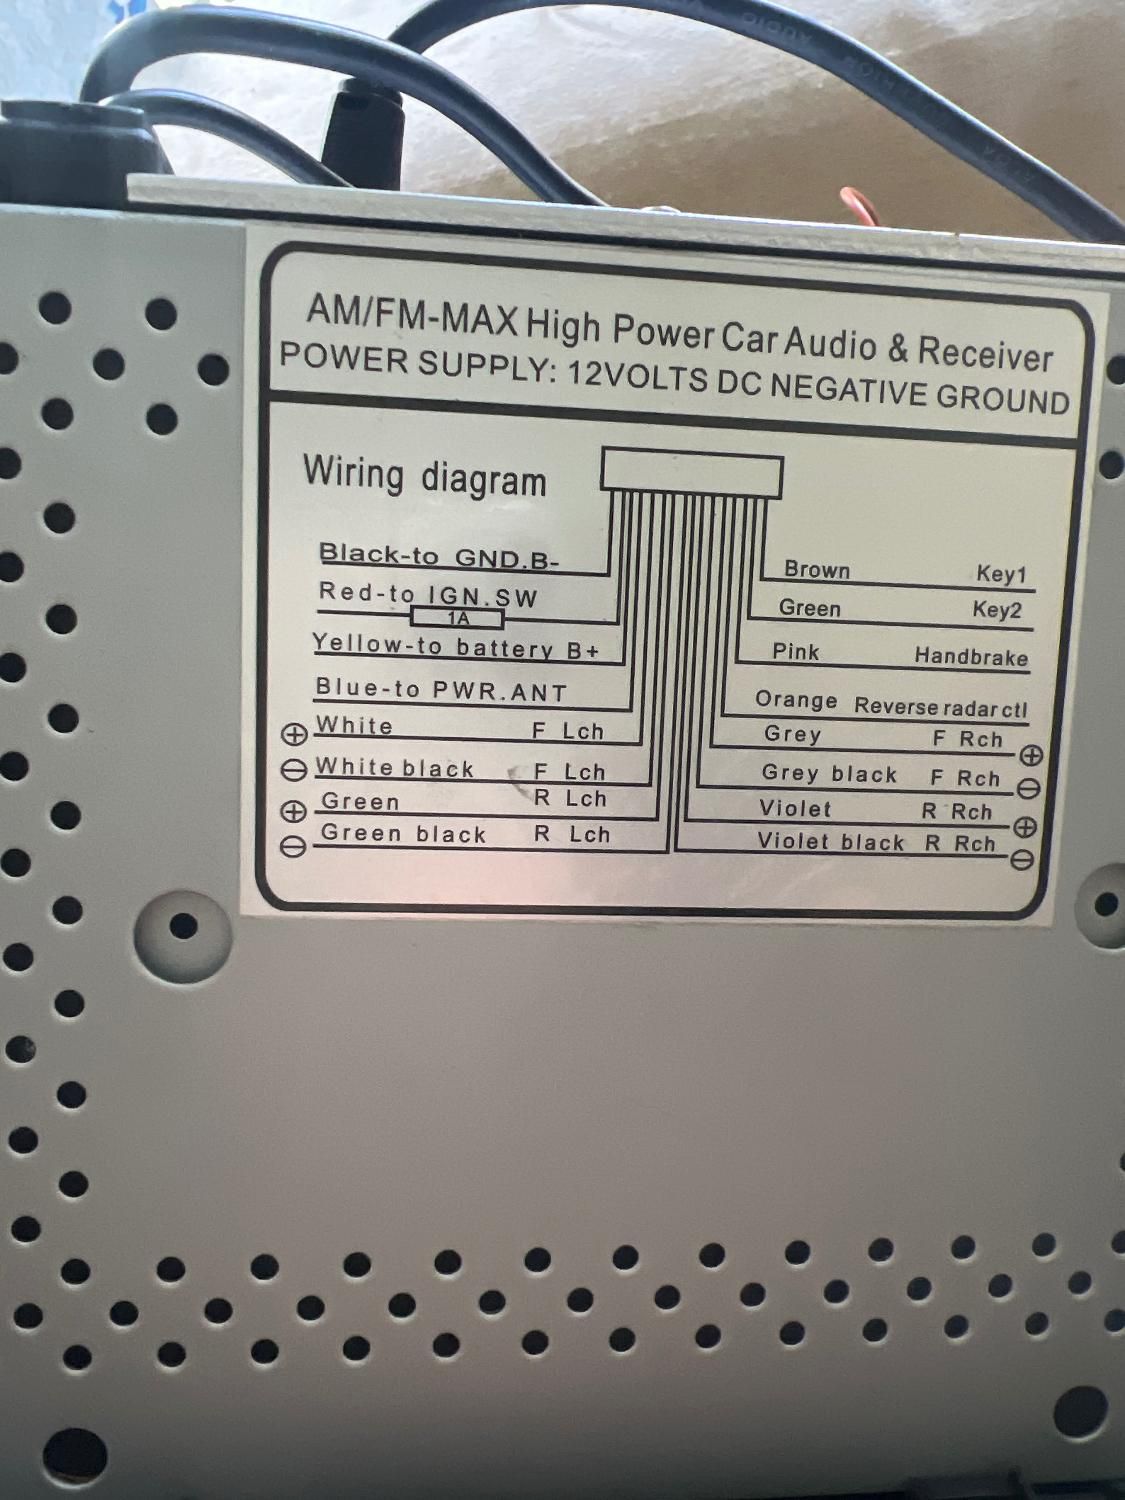 AM/FM-MAX High Power Car Audio & Receiver
POWER SUPPLY: 12VOLTS DC NEGATIVE GROUND
Wiring diagram
Black-to GND.B-
Red-to IGN.SW
1A
Yellow-to battery B+
Blue-to PWR.ANT
⊕ White F Lch
⊖ White black F Lch
⊕ Green R Lch
⊖ Green black R Lch
Brown Key1
Green Key2
Pink Handbrake
Orange Reverse radar ctl
Grey F Rch ⊕
Grey black F Rch ⊖
Violet R Rch ⊕
Violet black R Rch ⊖